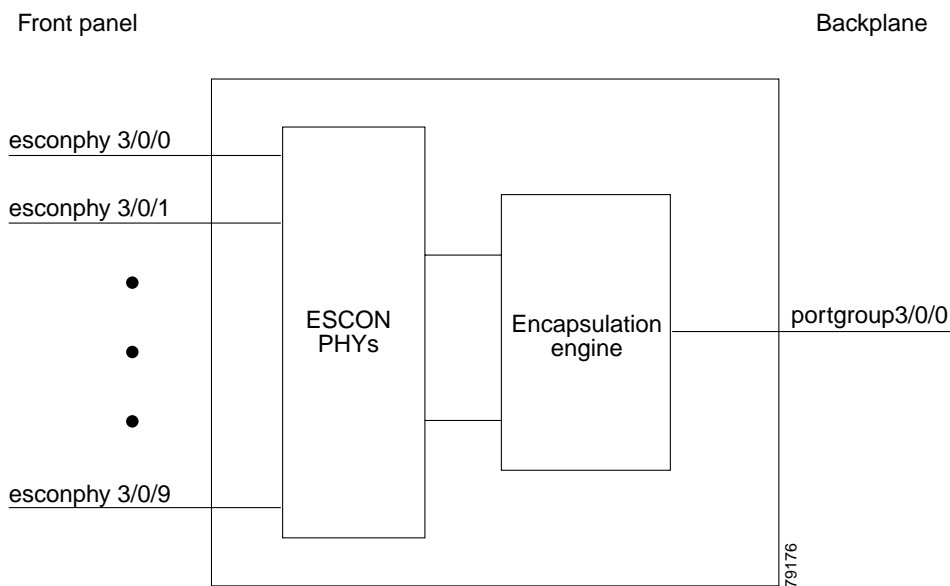 Front panel
Backplane
esconphy 3/0/0
esconphy 3/0/1
ESCON
PHYs
Encapsulation
engine
portgroup3/0/0
esconphy 3/0/9
79176